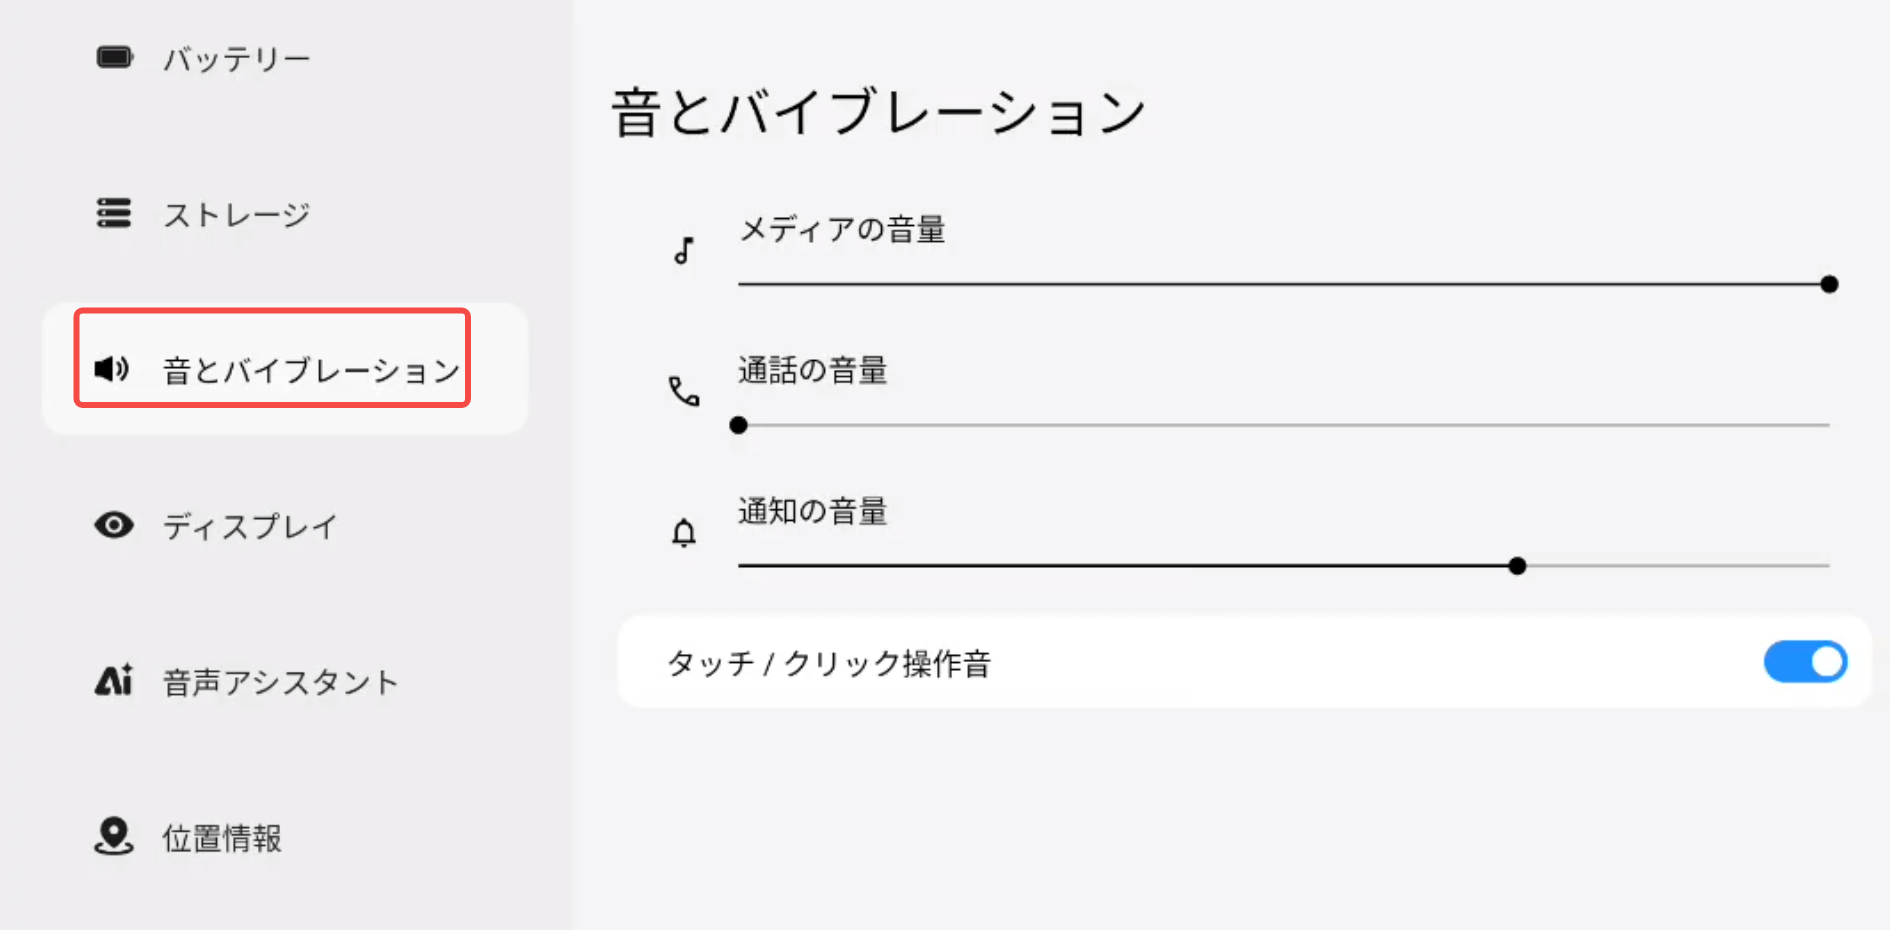 バッテリー
ストレージ
音とバイブレーション
ディスプレイ
Ai 音声アシスタント
位置情報
音とバイブレーション
メディアの音量
通話の音量
通知の音量
タッチ / クリック操作音